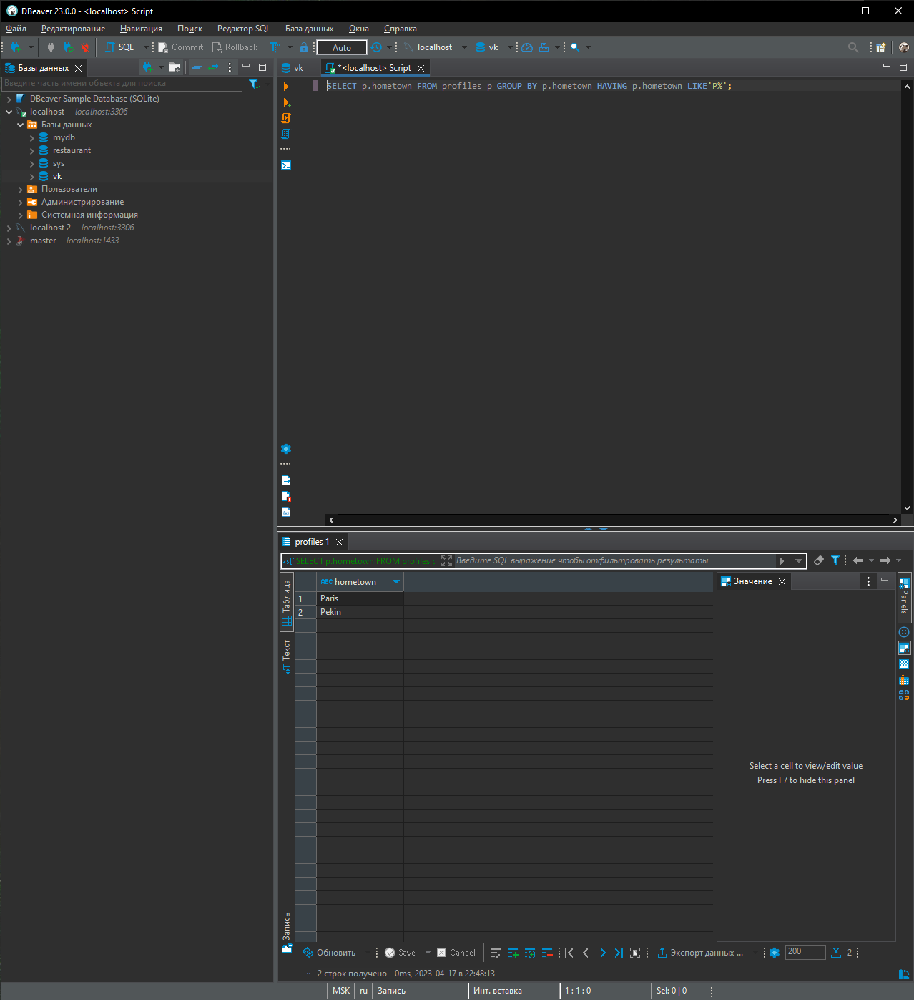 DBeaver 23.0.0 - <localhost> Script
Файл Редактирование Навигация Поиск Редактор SQL База данных Окна Справка
SQL Commit Rollback Auto localhost vk
Базы данных
vk *<localhost> Script
Введите часть имени объекта для поиска
SELECT p.hometown FROM profiles p GROUP BY p.hometown HAVING p.hometown LIKE'P%';
DBeaver Sample Database (SQLite)
localhost - localhost:3306
Базы данных
mydb
restaurant
sys
vk
Пользователи
Администрирование
Системная информация
localhost 2 - localhost:3306
master - localhost:1433
profiles 1
SELECT p.hometown FROM profiles p Введите SQL выражение чтобы отфильтровать результаты
Таблица
Текст
Запись
ABC hometown
1 Paris
2 Pekin
Значение
Panels
Select a cell to view/edit value
Press F7 to hide this panel
Обновить Save Cancel Экспорт данных ... 200 2
2 строк получено - 0ms, 2023-04-17 в 22:48:13
MSK ru Запись Инт. вставка 1 : 1 : 0 Sel: 0 | 0